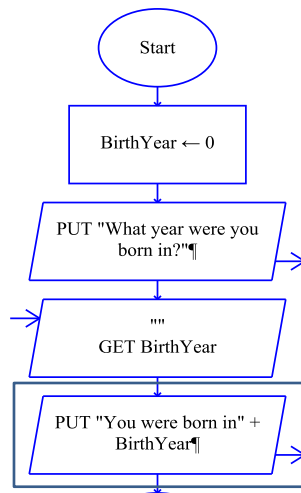 Start
BirthYear ← 0
PUT "What year were you
born in?"¶
""
GET BirthYear
PUT "You were born in" +
BirthYear¶